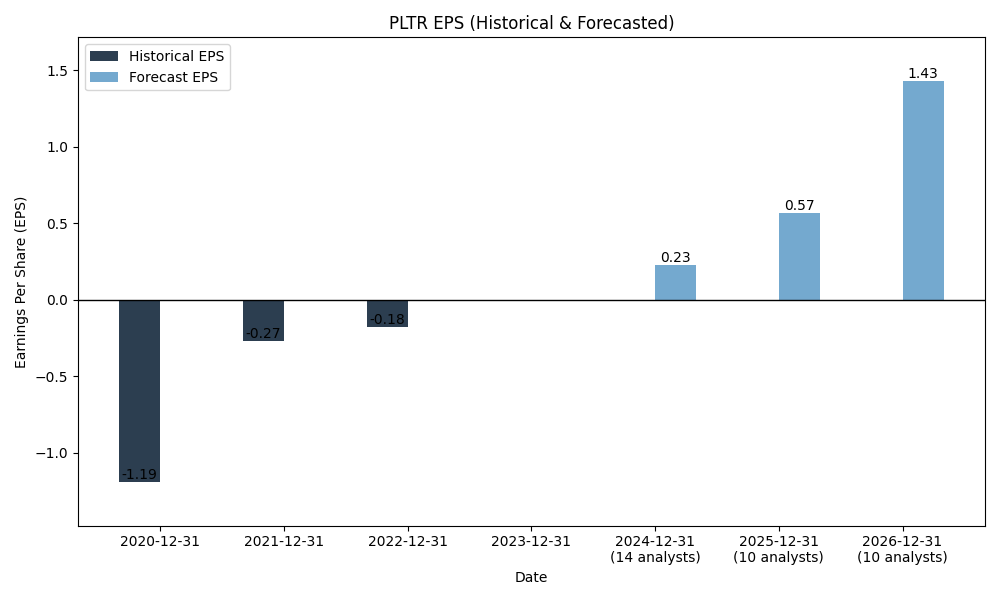 PLTR EPS (Historical & Forecasted)
Historical EPS
Forecast EPS
Earnings Per Share (EPS)
1.5
1.0
0.5
0.0
−0.5
−1.0
-1.19
-0.27
-0.18
0.23
0.57
1.43
2020-12-31
2021-12-31
2022-12-31
2023-12-31
2024-12-31
(14 analysts)
2025-12-31
(10 analysts)
2026-12-31
(10 analysts)
Date